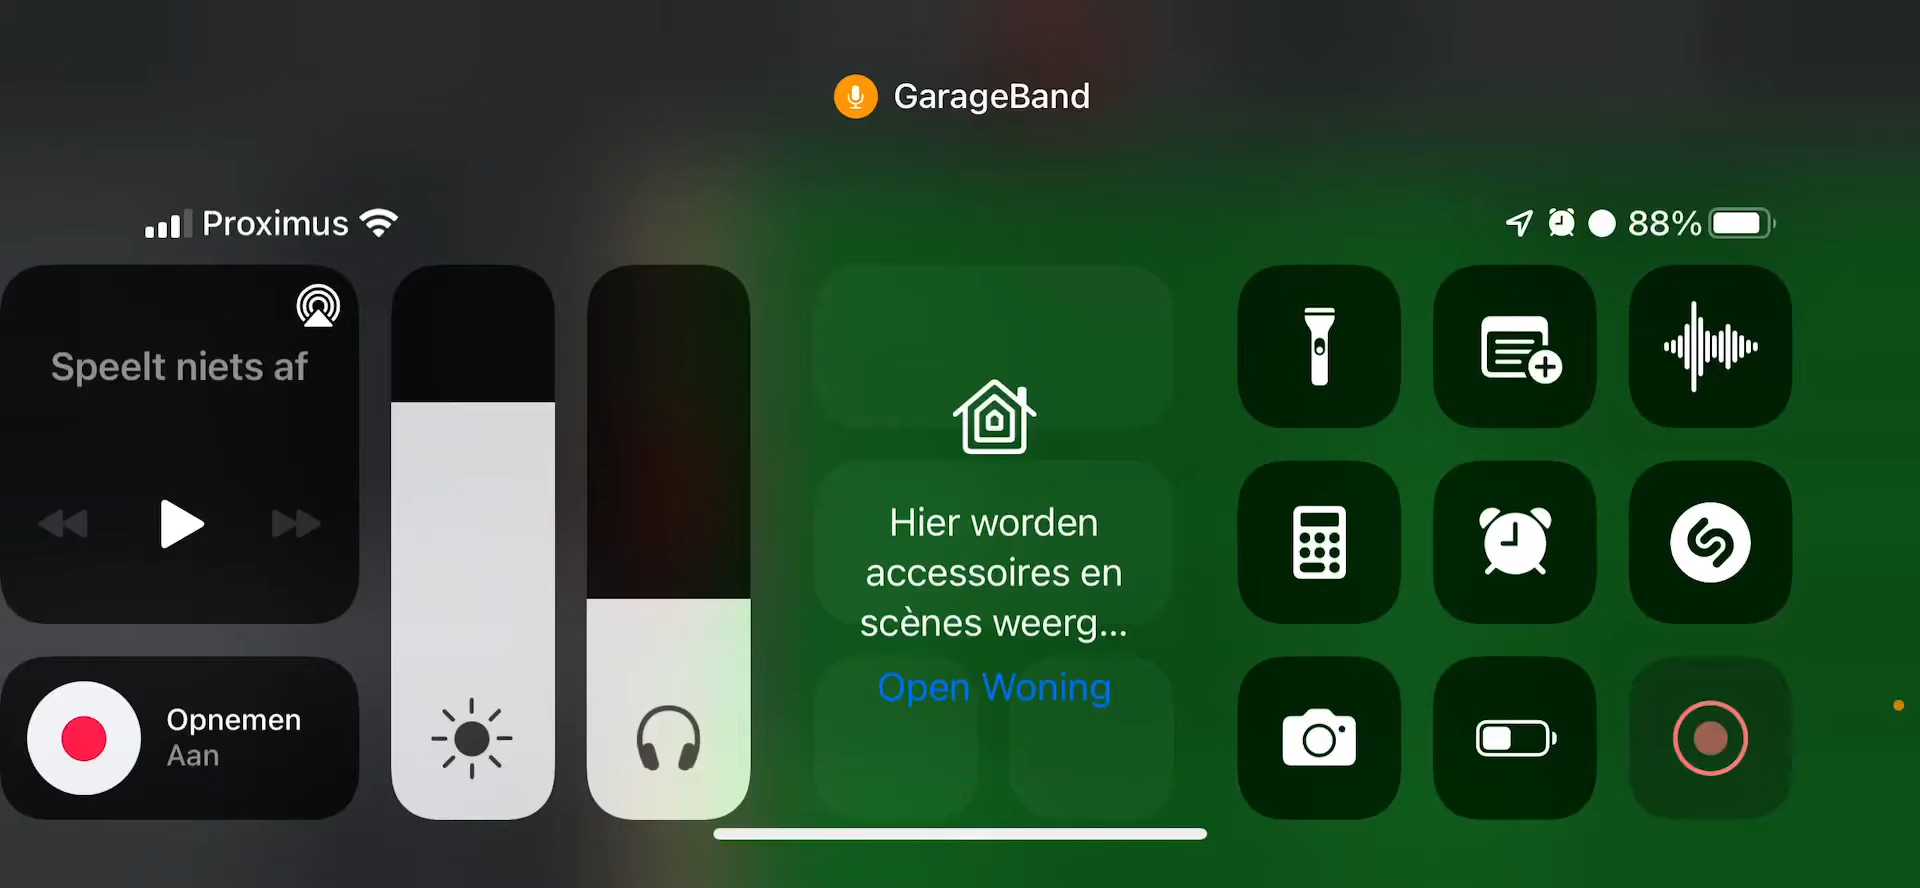 GarageBand
Proximus
88%
Speelt niets af
Hier worden
accessoires en
scènes weerg...
Open Woning
Opnemen
Aan